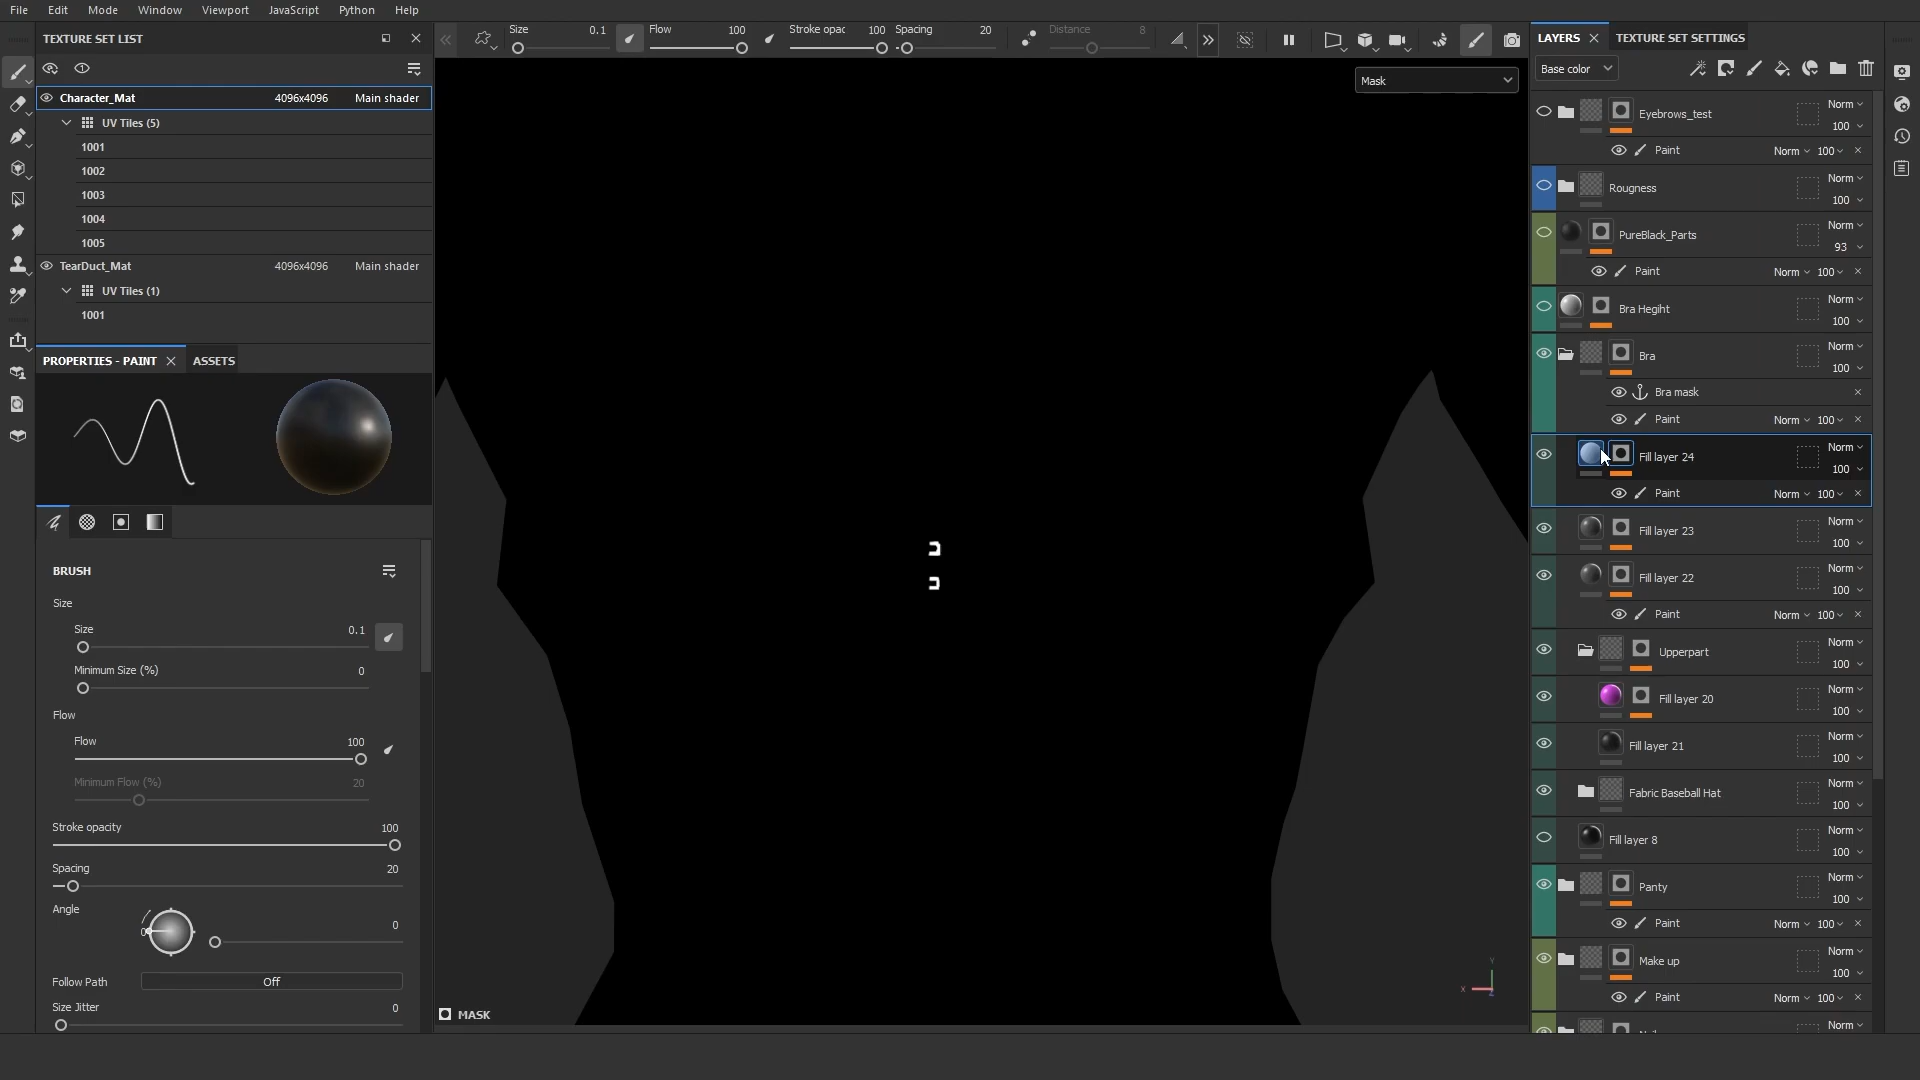 File Edit Mode Window Viewport JavaScript Python Help
TEXTURE SET LIST
Character_Mat 4096x4096 Main shader
UV Tiles (5)
1001
1002
1003
1004
1005
TearDuct_Mat 4096x4096 Main shader
UV Tiles (1)
1001
PROPERTIES - PAINT ASSETS
BRUSH
Size
Size 0.1
Minimum Size (%) 0
Flow
Flow 100
Minimum Flow (%) 20
Stroke opacity 100
Spacing 20
Angle 0
0
Follow Path Off
Size Jitter 0
Size 0.1 Flow 100 Stroke opac 100 Spacing 20 Distance 8
Mask
MASK
Y
X
Z
LAYERS TEXTURE SET SETTINGS
Base color
Eyebrows_test Norm 100
Paint Norm 100
Rougness Norm 100
PureBlack_Parts Norm 93
Paint Norm 100
Bra Hegiht Norm 100
Bra Norm 100
Bra mask
Paint Norm 100
Fill layer 24 Norm 100
Paint Norm 100
Fill layer 23 Norm 100
Fill layer 22 Norm 100
Paint Norm 100
Upperpart Norm 100
Fill layer 20 Norm 100
Fill layer 21 Norm 100
Fabric Baseball Hat Norm 100
Fill layer 8 Norm 100
Panty Norm 100
Paint Norm 100
Make up Norm 100
Paint Norm 100
Norm